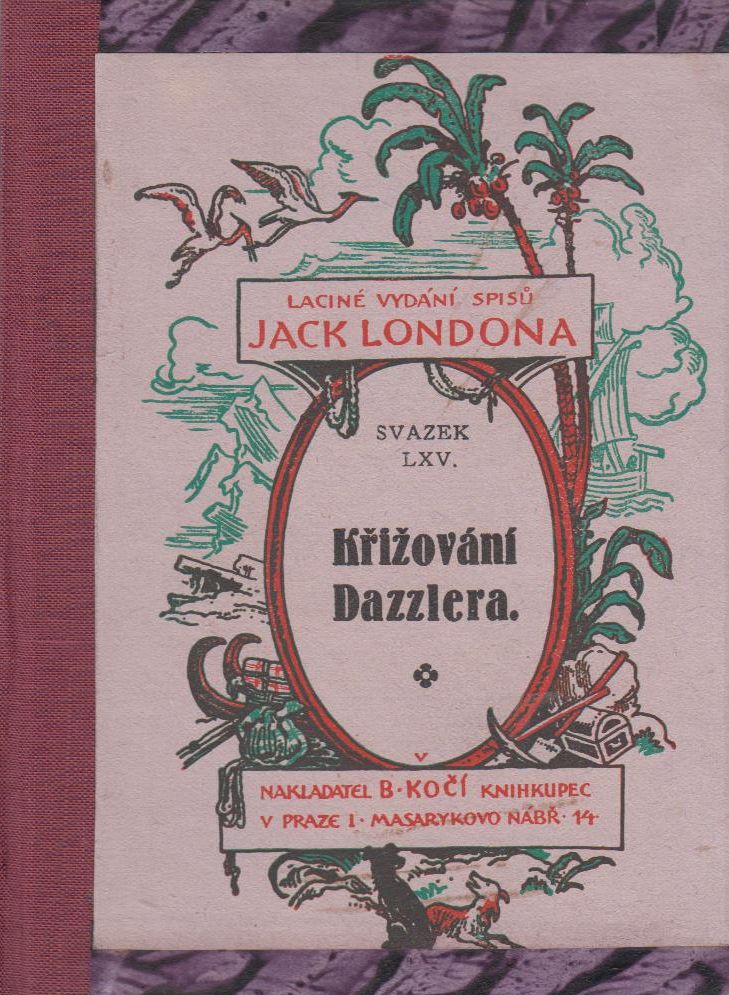 LACINÉ VYDÁNÍ SPISŮ
JACK LONDONA
SVAZEK
LXV.
Křižování
Dazzlera.
V
NAKLADATEL B·KOČÍ KNIHKUPEC
V PRAZE I· MASARYKOVO NÁBŘ· 14